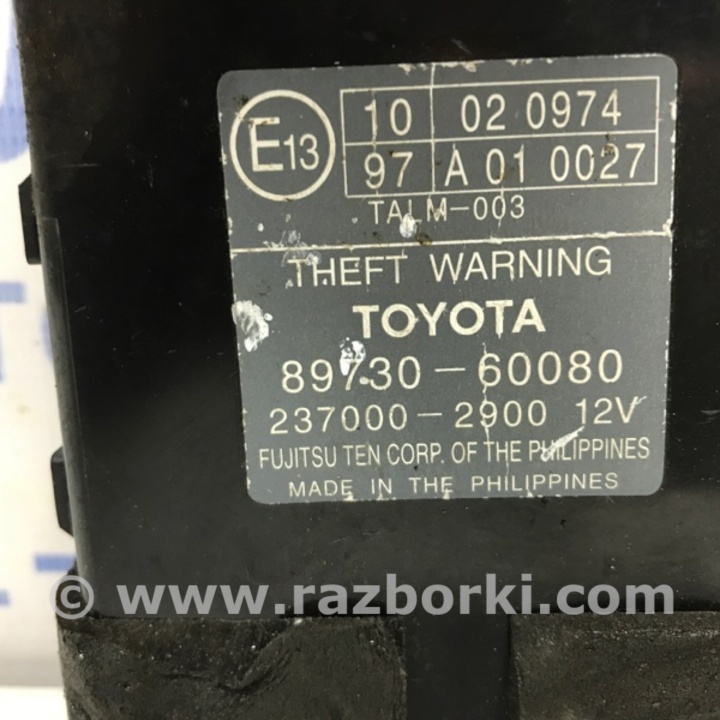 E13
10 02 0974
97 A 01 0027
TALM-003
THEFT WARNING
TOYOTA
89730-60080
237000-2900 12V
FUJITSU TEN CORP. OF THE PHILIPPINES
MADE IN THE PHILIPPINES
© www.razborki.com